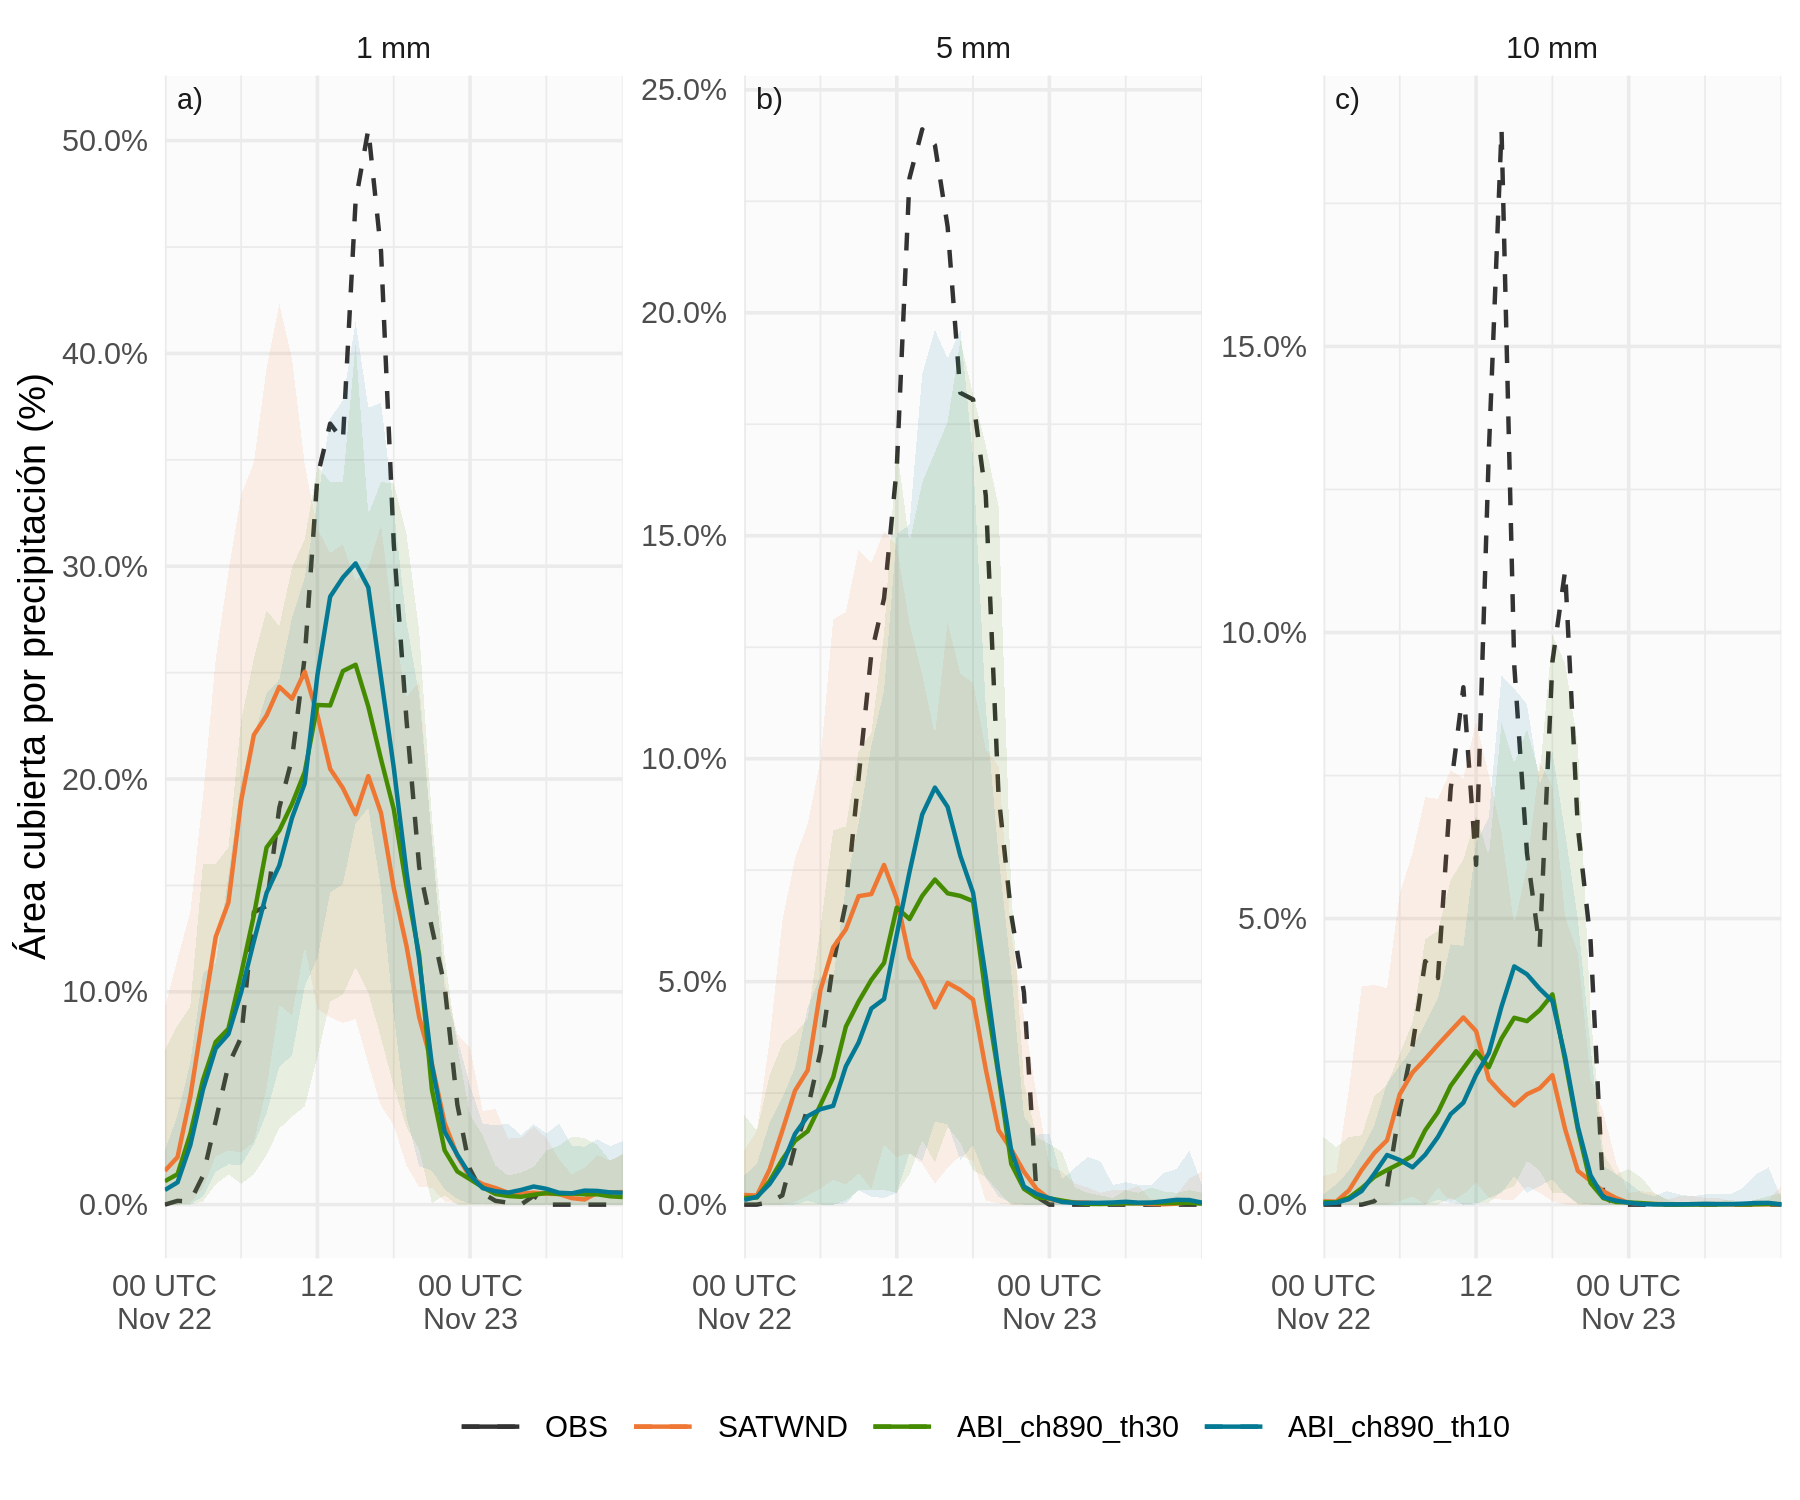 1 mm
5 mm
10 mm
a)
b)
c)
Área cubierta por precipitación (%)
50.0%
40.0%
30.0%
20.0%
10.0%
0.0%
25.0%
20.0%
15.0%
10.0%
5.0%
0.0%
15.0%
10.0%
5.0%
0.0%
00 UTC
Nov 22
12
00 UTC
Nov 23
00 UTC
Nov 22
12
00 UTC
Nov 23
00 UTC
Nov 22
12
00 UTC
Nov 23
OBS SATWND ABI_ch890_th30 ABI_ch890_th10